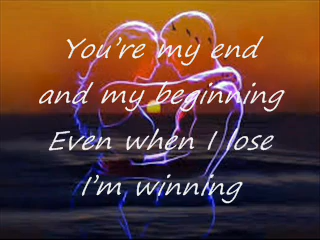 You're my end
and my beginning
Even when I lose
I'm winning